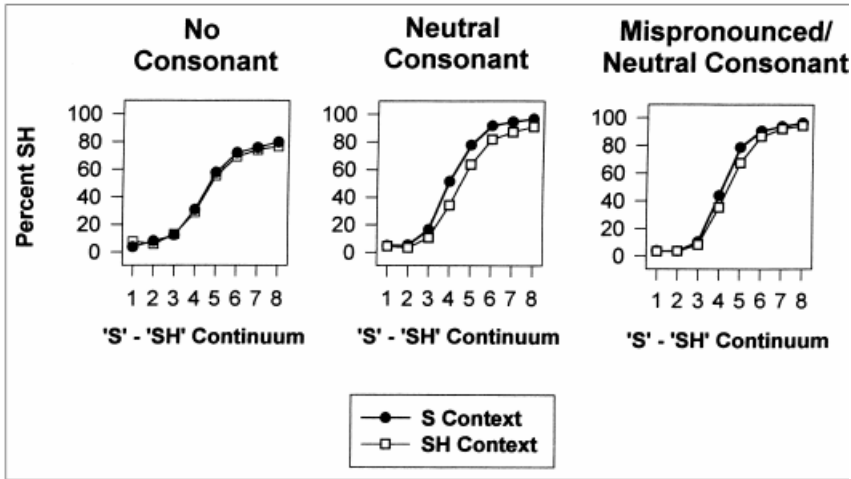 No
Consonant
Neutral
Consonant
Mispronounced/
Neutral Consonant
Percent SH
100
80
60
40
20
0
1 2 3 4 5 6 7 8
'S' - 'SH' Continuum
100
80
60
40
20
0
1 2 3 4 5 6 7 8
'S' - 'SH' Continuum
100
80
60
40
20
0
1 2 3 4 5 6 7 8
'S' - 'SH' Continuum
S Context
SH Context